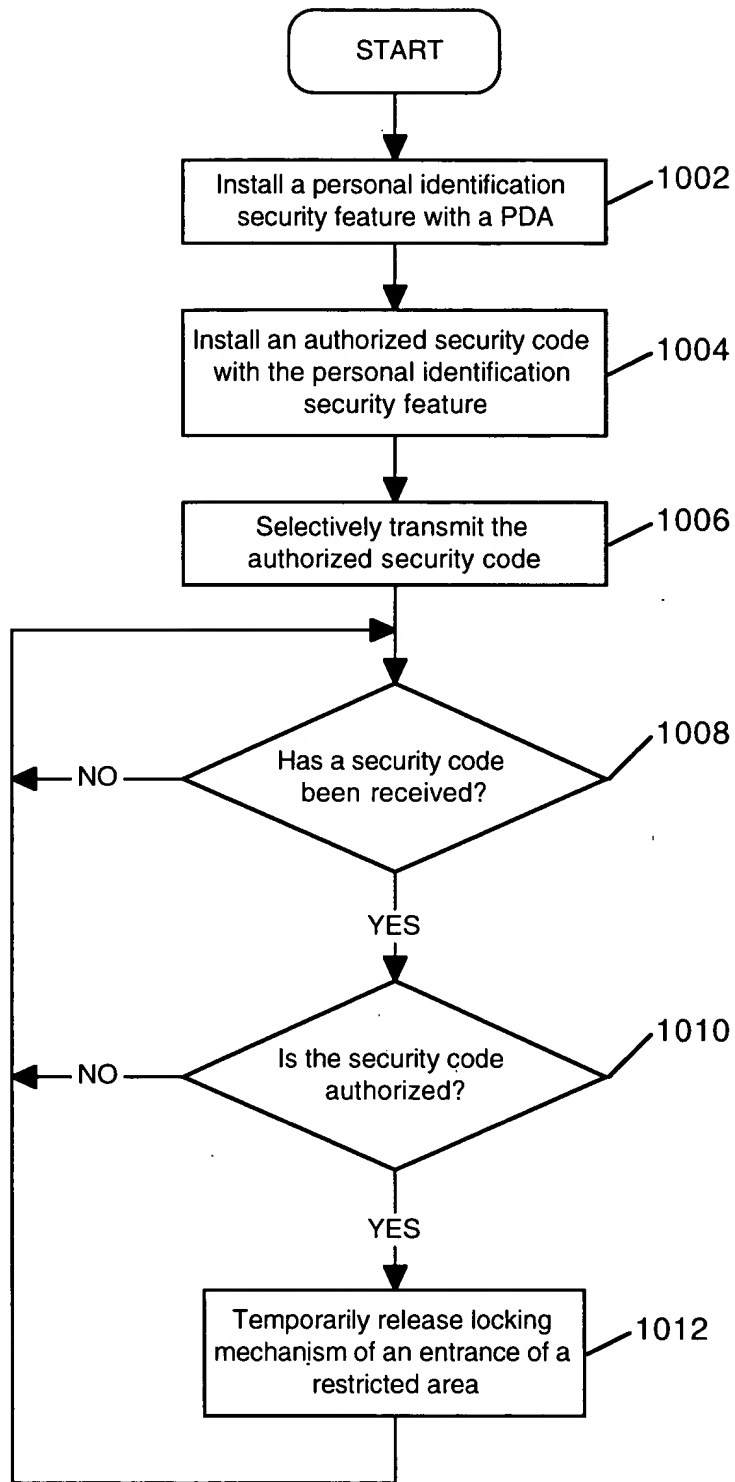 START
Install a personal identification
security feature with a PDA
1002
Install an authorized security code
with the personal identification
security feature
1004
Selectively transmit the
authorized security code
1006
Has a security code
been received?
1008
NO
YES
Is the security code
authorized?
1010
NO
YES
Temporarily release locking
mechanism of an entrance of a
restricted area
1012